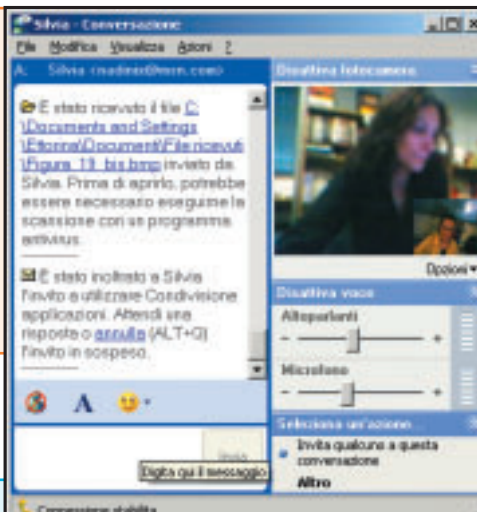 Silvia - Conversazione
File Modifica Visualizza Azioni ?
A: Silvia
È stato ricevuto il file C:
\Documents and Settings
\Documenti\File ricevuti
\Figura_19_bis.bmp inviato da
Silvia. Prima di aprirlo, potrebbe
essere necessario eseguirne la
scansione con un programma
antivirus.
È stato inoltrato a Silvia
l'invito a utilizzare Condivisione
applicazioni. Attendi una
risposta o annulla (ALT+Q)
l'invito in sospeso.
A
Invia
Digita qui il messaggio
Connessione stabilita
Disattiva fotocamera
Opzioni
Disattiva voce
Altoparlanti
- +
Microfono
- +
Seleziona un'azione...
Invita qualcuno a questa
conversazione
Altro